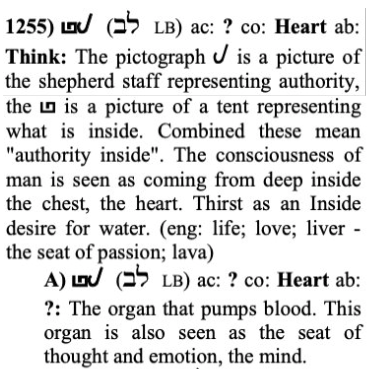 1255) (לב LB) ac: ? co: Heart ab:
Think: The pictograph is a picture of
the shepherd staff representing authority,
the is a picture of a tent representing
what is inside. Combined these mean
"authority inside". The consciousness of
man is seen as coming from deep inside
the chest, the heart. Thirst as an Inside
desire for water. (eng: life; love; liver -
the seat of passion; lava)
A) (לב LB) ac: ? co: Heart ab:
?: The organ that pumps blood. This
organ is also seen as the seat of
thought and emotion, the mind.